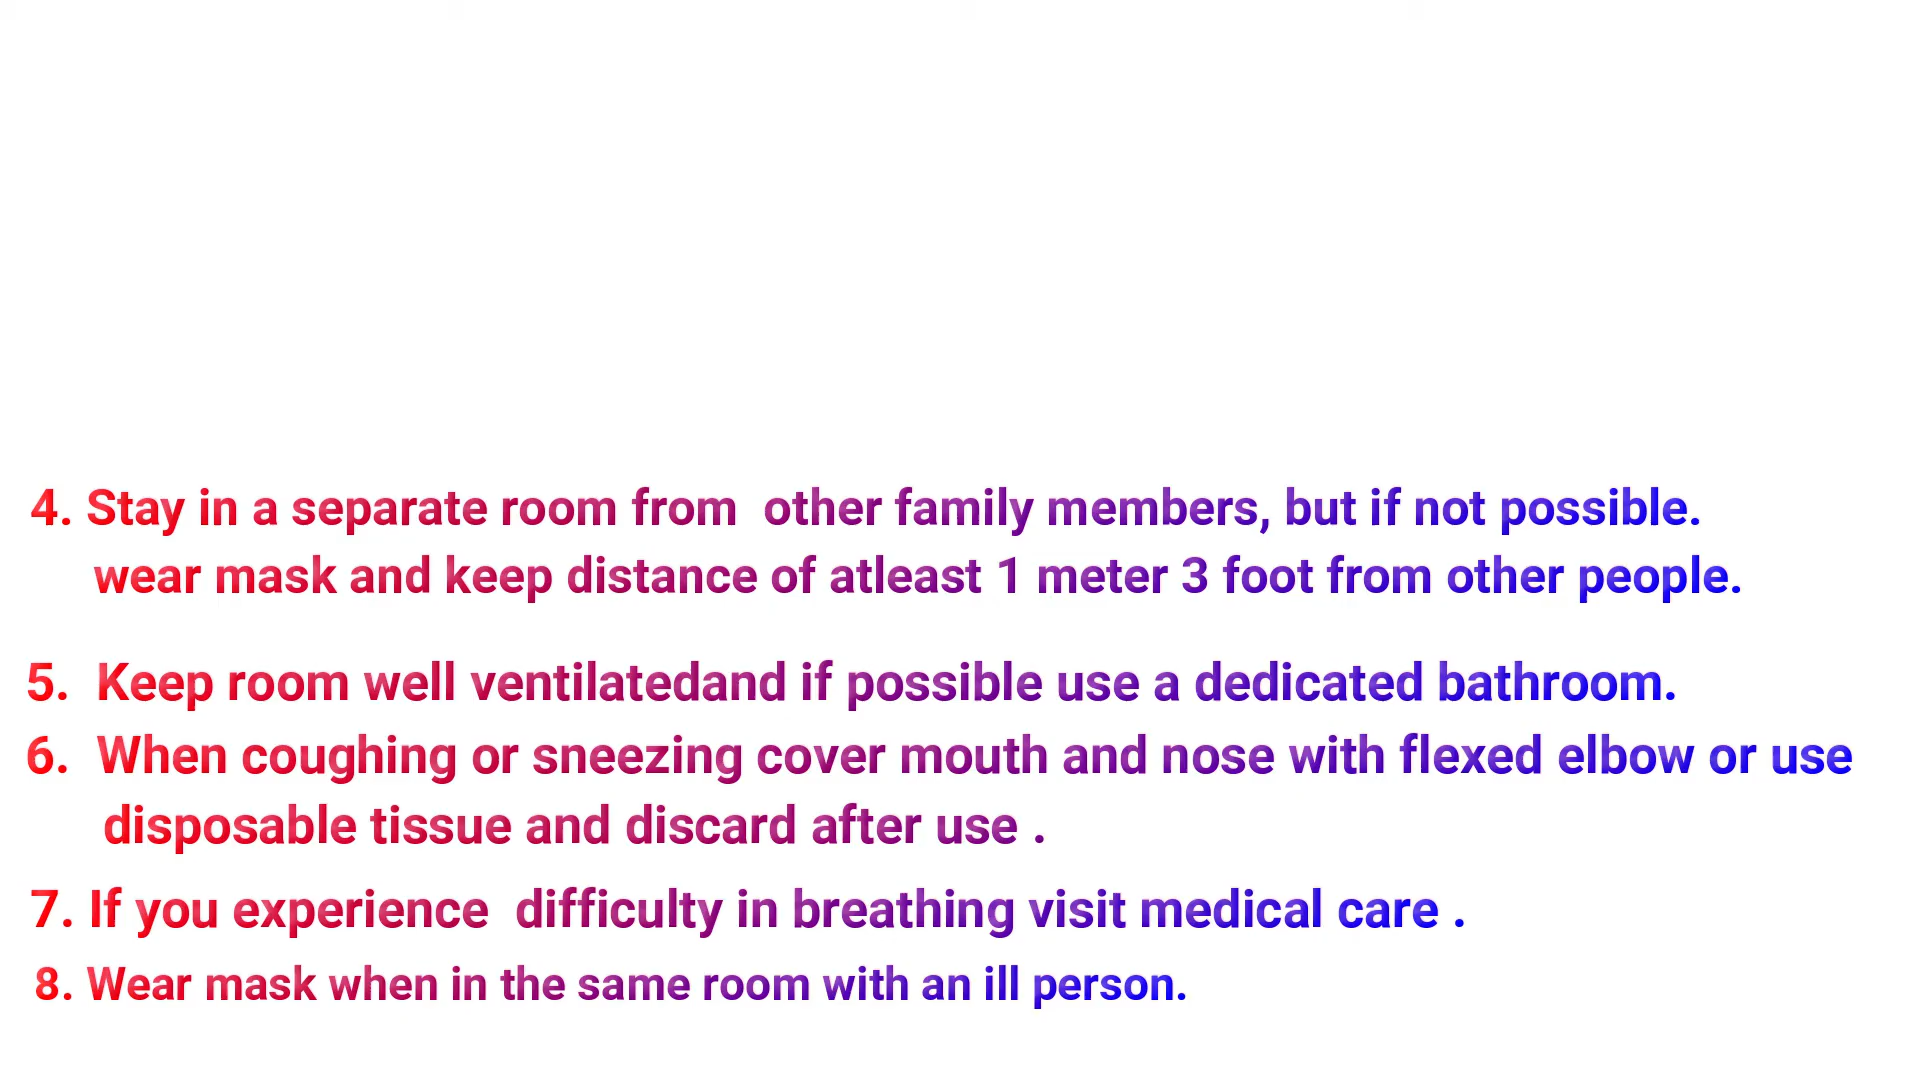 4. Stay in a separate room from  other family members, but if not possible.
wear mask and keep distance of atleast 1 meter 3 foot from other people.
5.  Keep room well ventilatedand if possible use a dedicated bathroom.
6.  When coughing or sneezing cover mouth and nose with flexed elbow or use
disposable tissue and discard after use .
7. If you experience  difficulty in breathing visit medical care .
8. Wear mask when in the same room with an ill person.